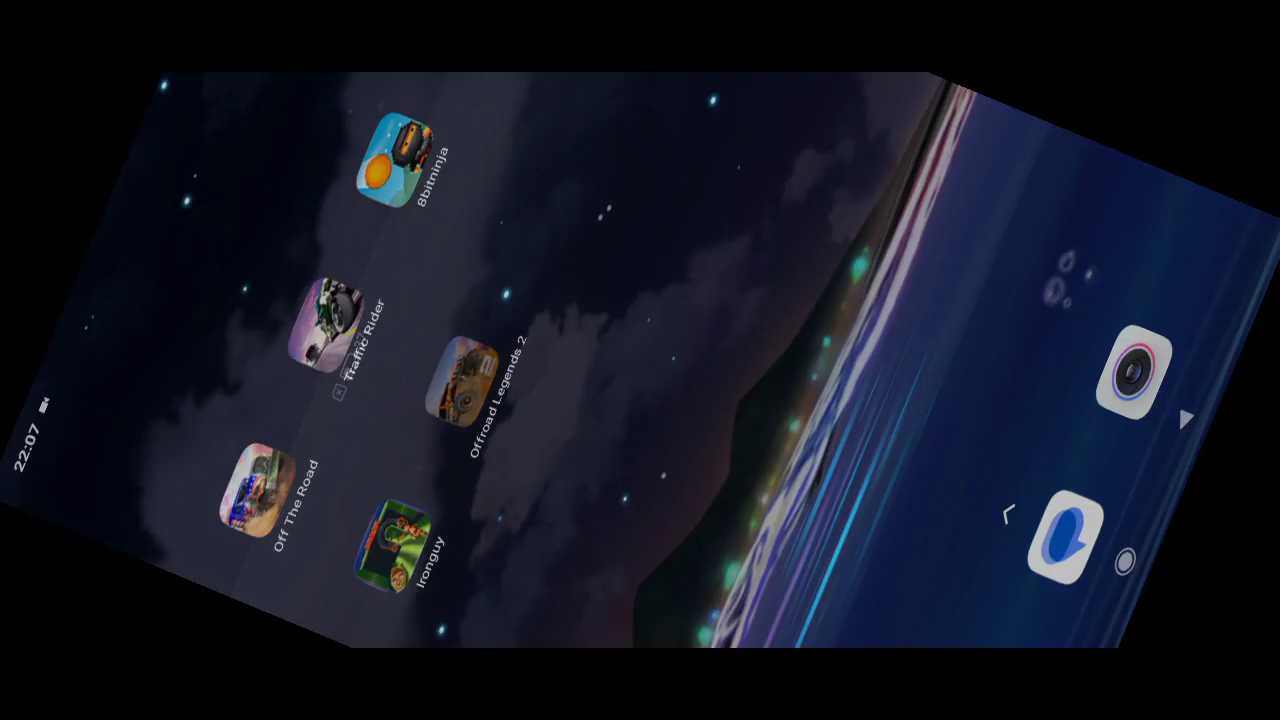 22:07
Off The Road
Traffic Rider
8bitninja
Ironguy
Offroad Legends 2